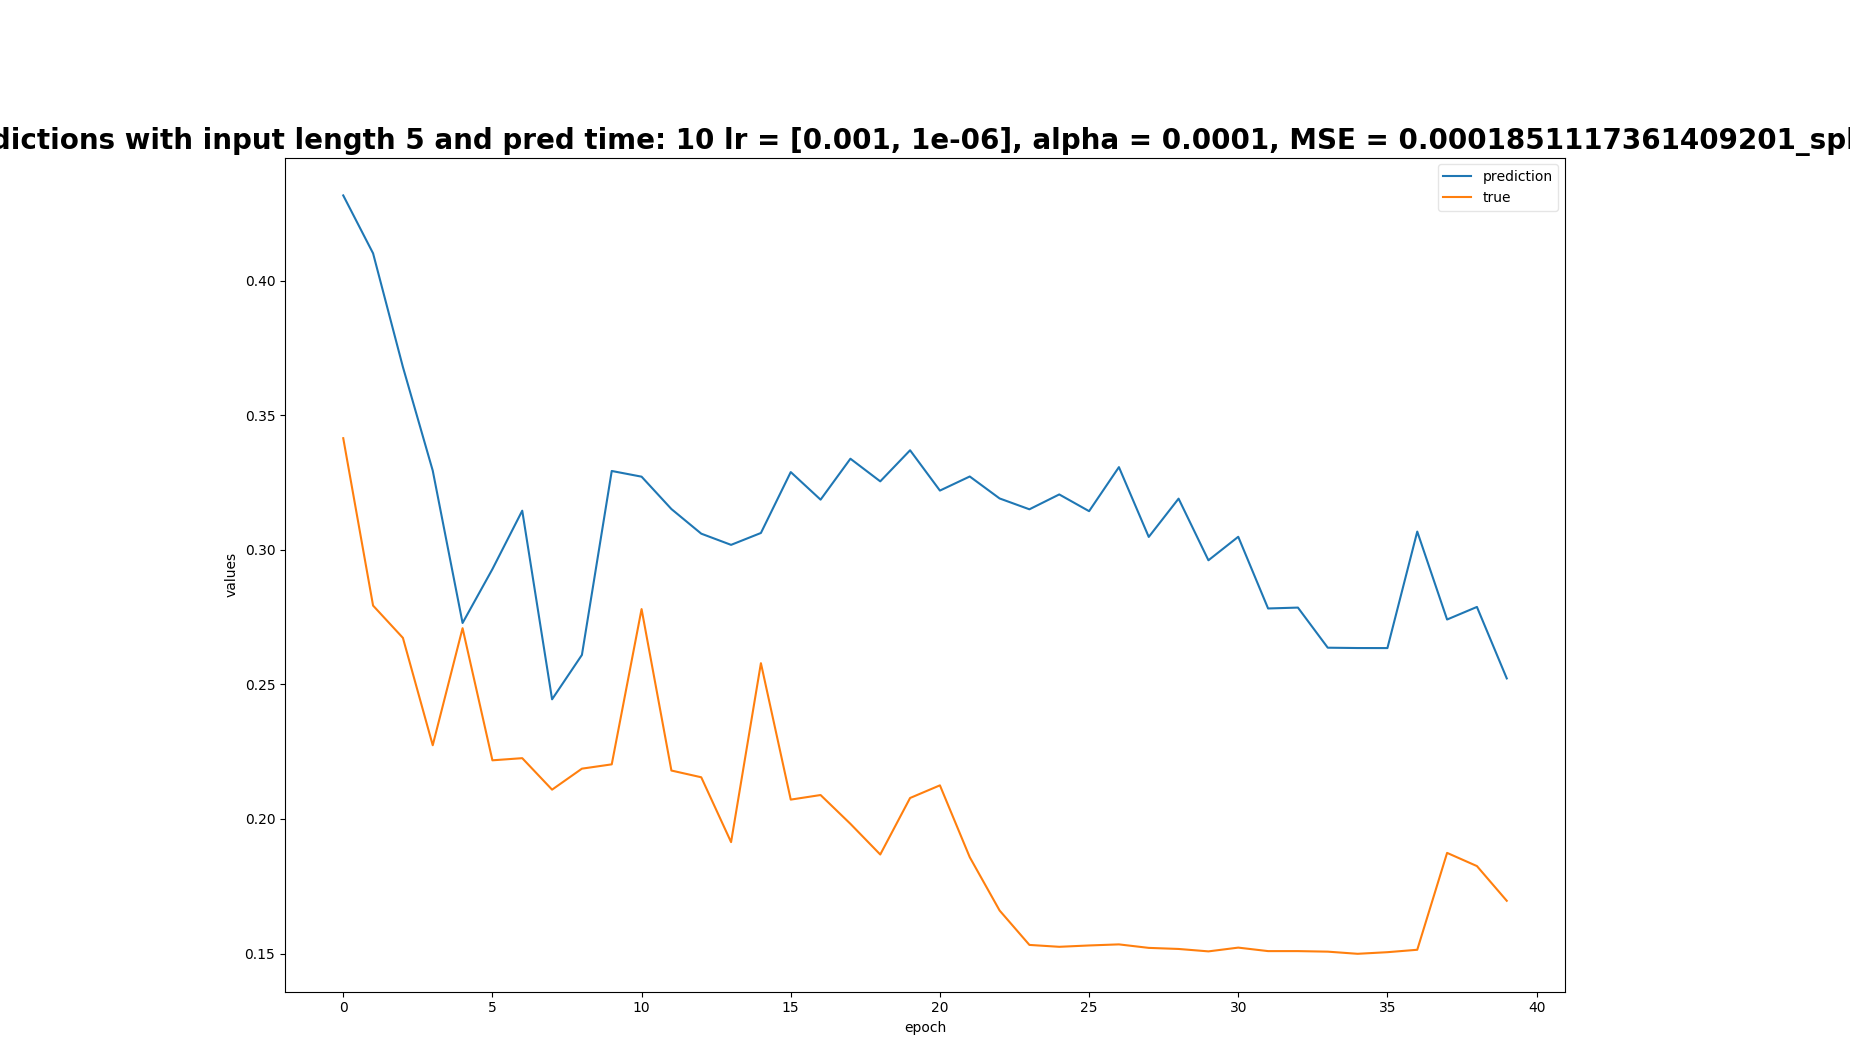 dictions with input length 5 and pred time: 10 lr = [0.001, 1e-06], alpha = 0.0001, MSE = 0.0001851117361409201_spl
prediction
true
0.40
0.35
0.30
0.25
0.20
0.15
values
0 5 10 15 20 25 30 35 40
epoch